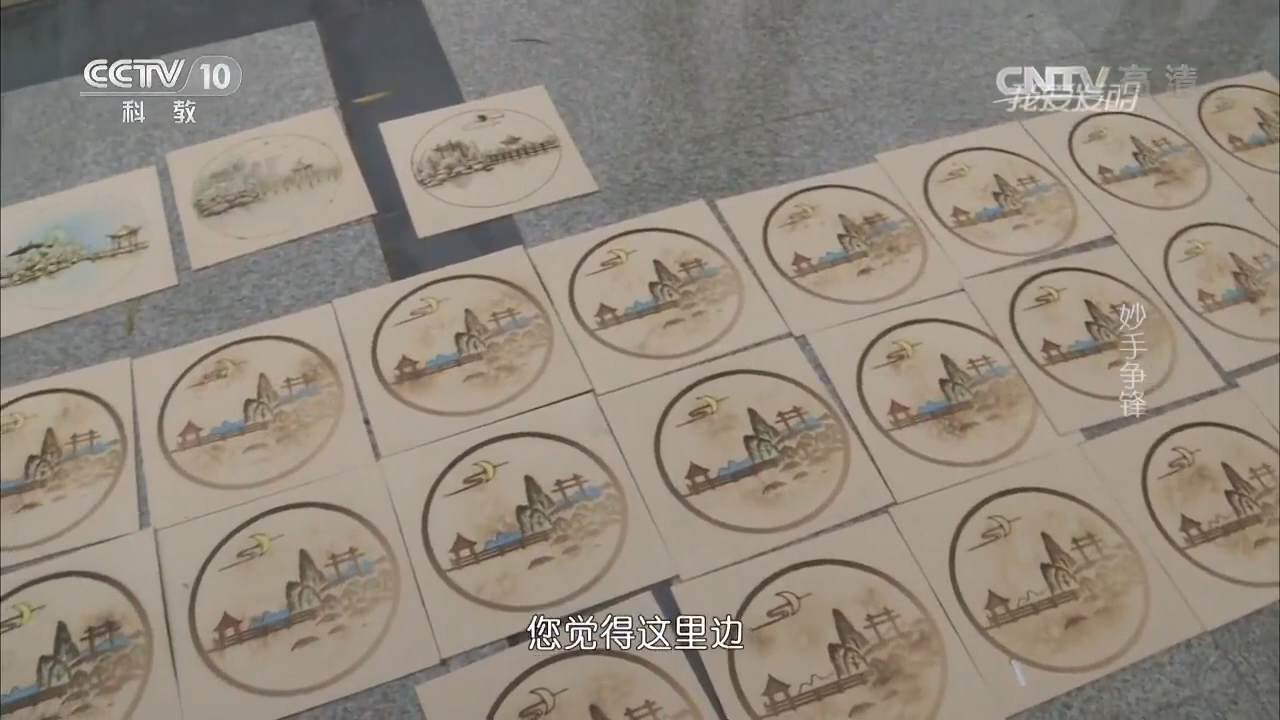 CCTV 10
科教
CNTV 高清
我爱发明
妙手争锋
您觉得这里边